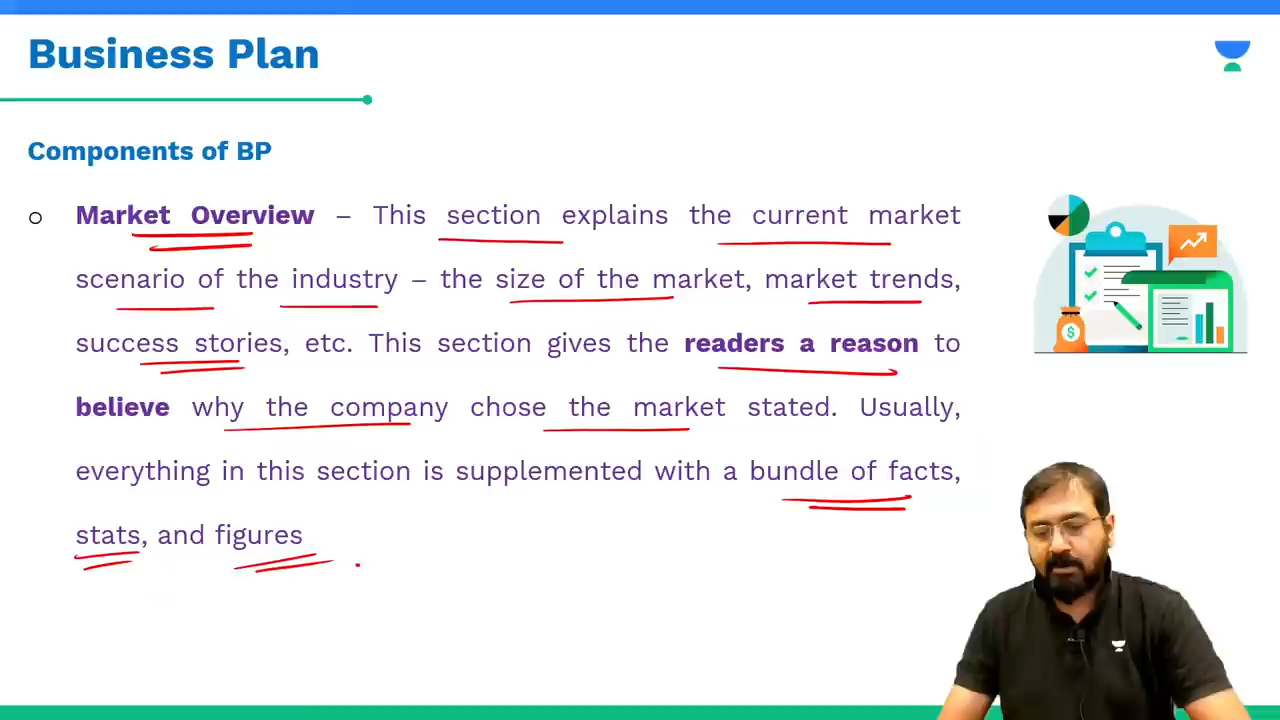 Business Plan
Components of BP
o Market Overview – This section explains the current market
scenario of the industry – the size of the market, market trends,
success stories, etc. This section gives the readers a reason to
believe why the company chose the market stated. Usually,
everything in this section is supplemented with a bundle of facts,
stats, and figures
$